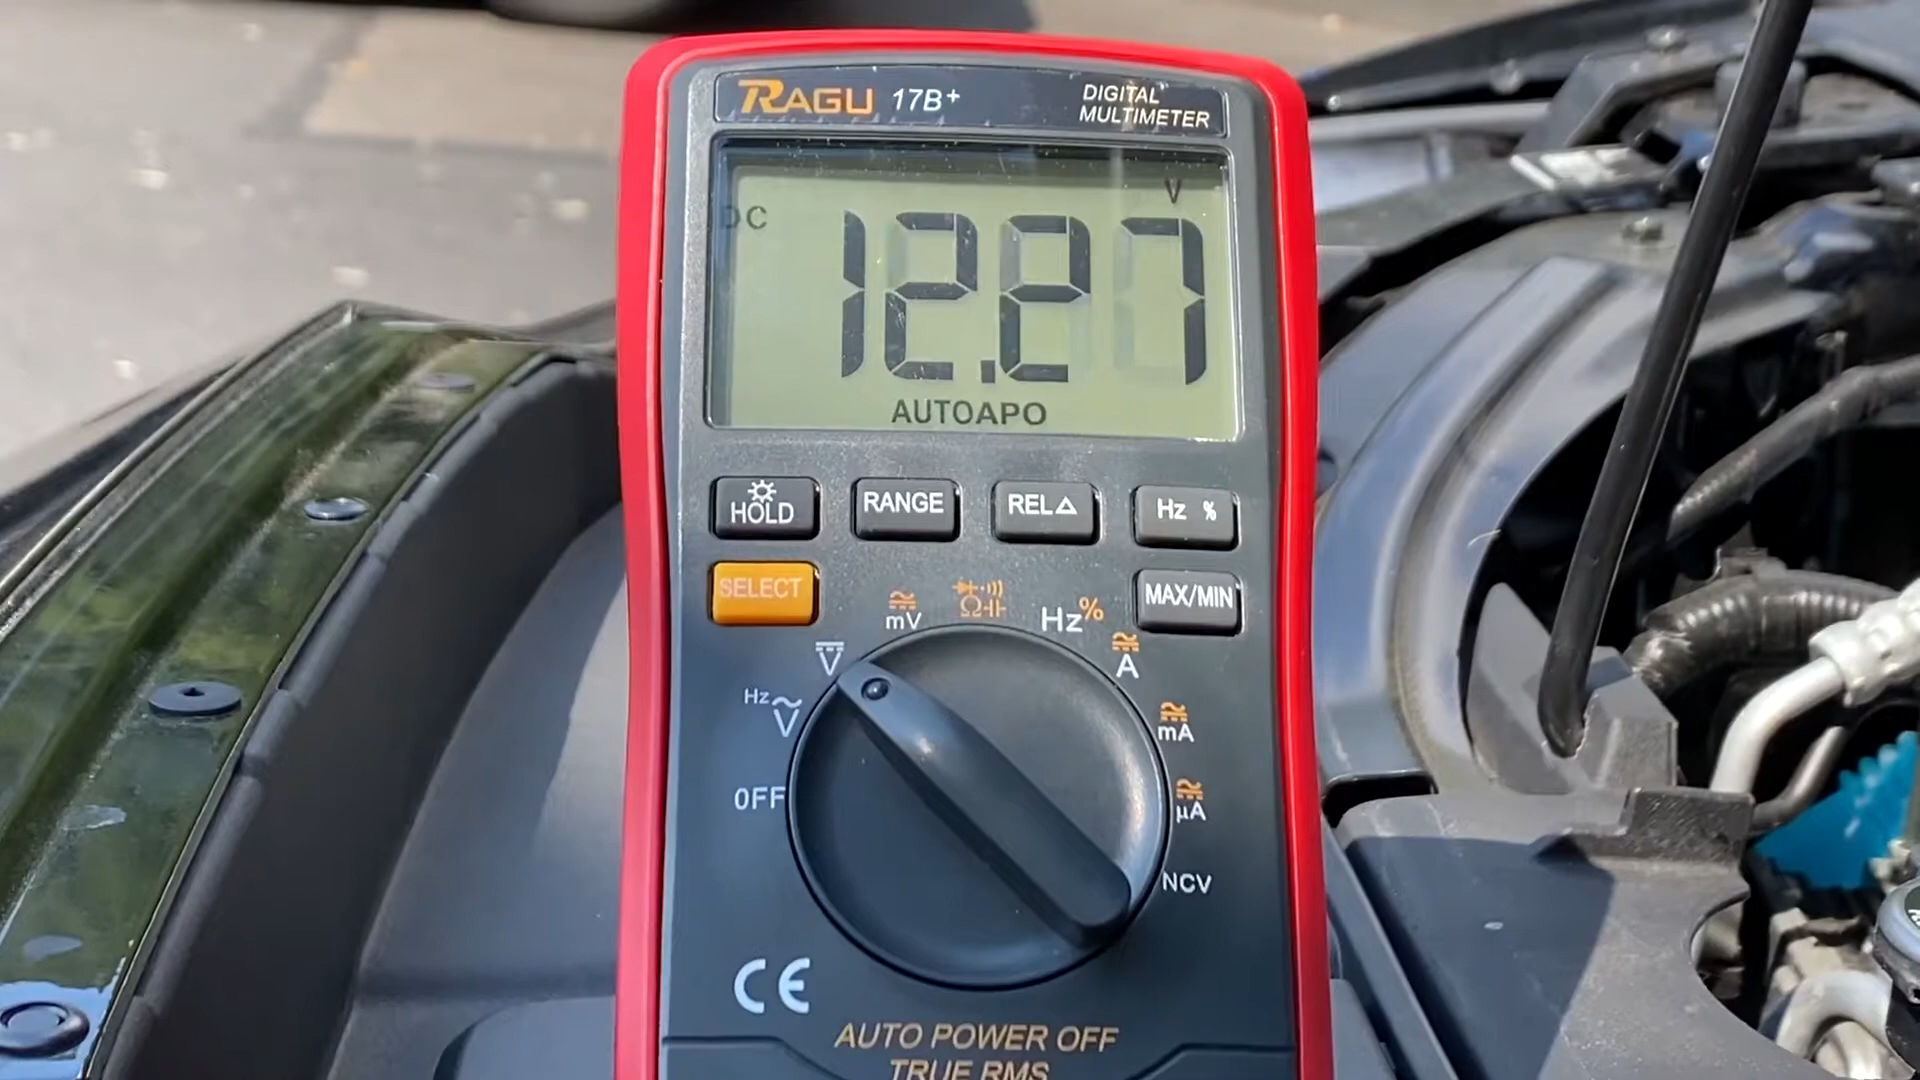 RAGU 17B+ DIGITAL MULTIMETER
V
DC
12.27
AUTOAPO
HOLD RANGE REL△ Hz %
SELECT MAX/MIN
mV Ω Hz%
V A
Hz V mA
OFF µA
NCV
CE
AUTO POWER OFF
TRUE RMS